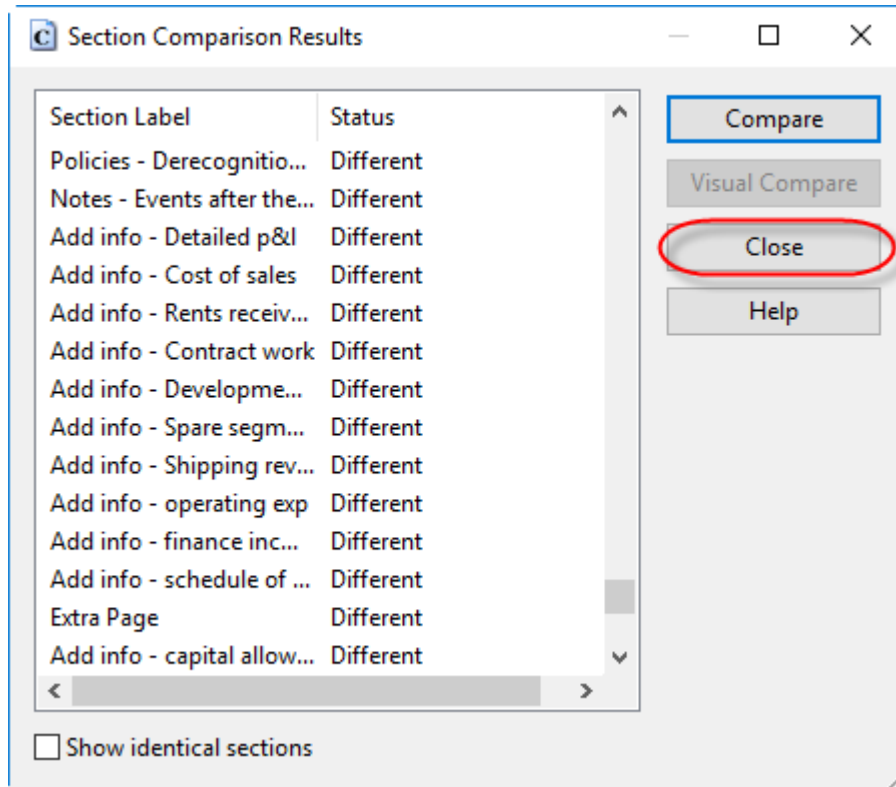 Section Comparison Results
Section Label Status
Policies - Derecognitio... Different
Notes - Events after the... Different
Add info - Detailed p&l Different
Add info - Cost of sales Different
Add info - Rents receiv... Different
Add info - Contract work Different
Add info - Developme... Different
Add info - Spare segm... Different
Add info - Shipping rev... Different
Add info - operating exp Different
Add info - finance inc... Different
Add info - schedule of ... Different
Extra Page Different
Add info - capital allow... Different
Show identical sections
Compare
Visual Compare
Close
Help